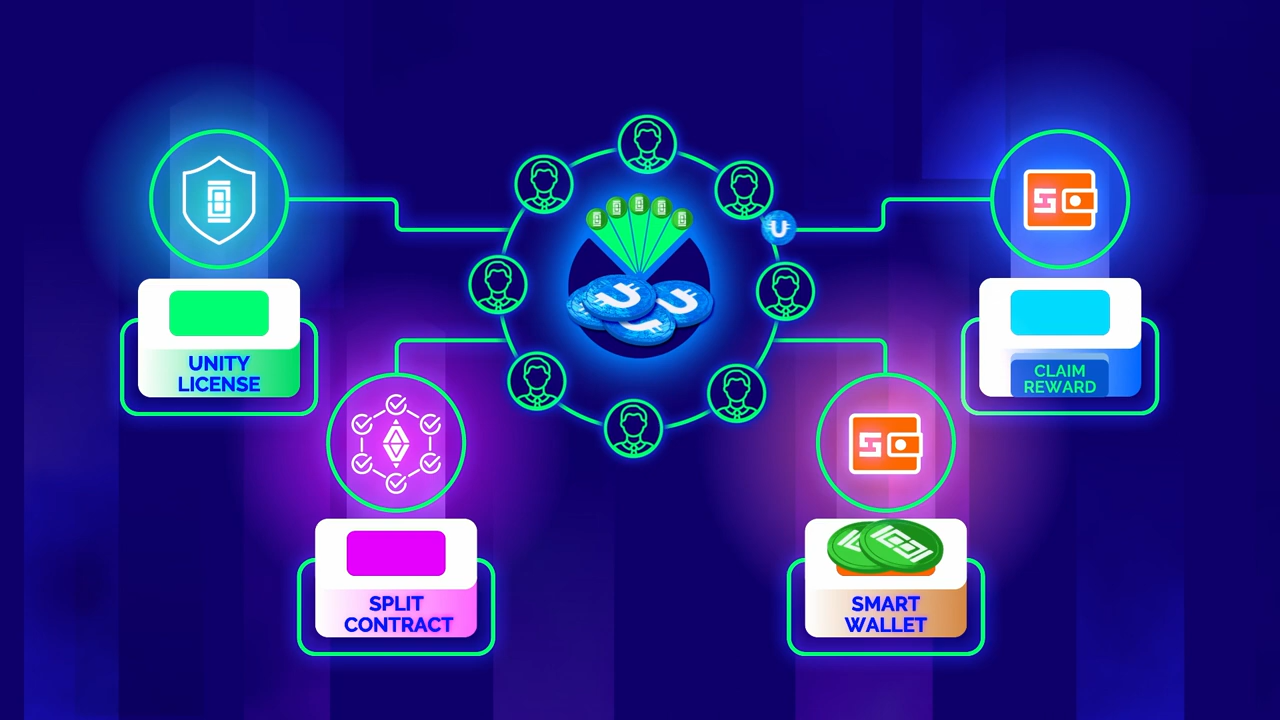 UNITY
LICENSE
CLAIM
REWARD
SPLIT
CONTRACT
SMART
WALLET